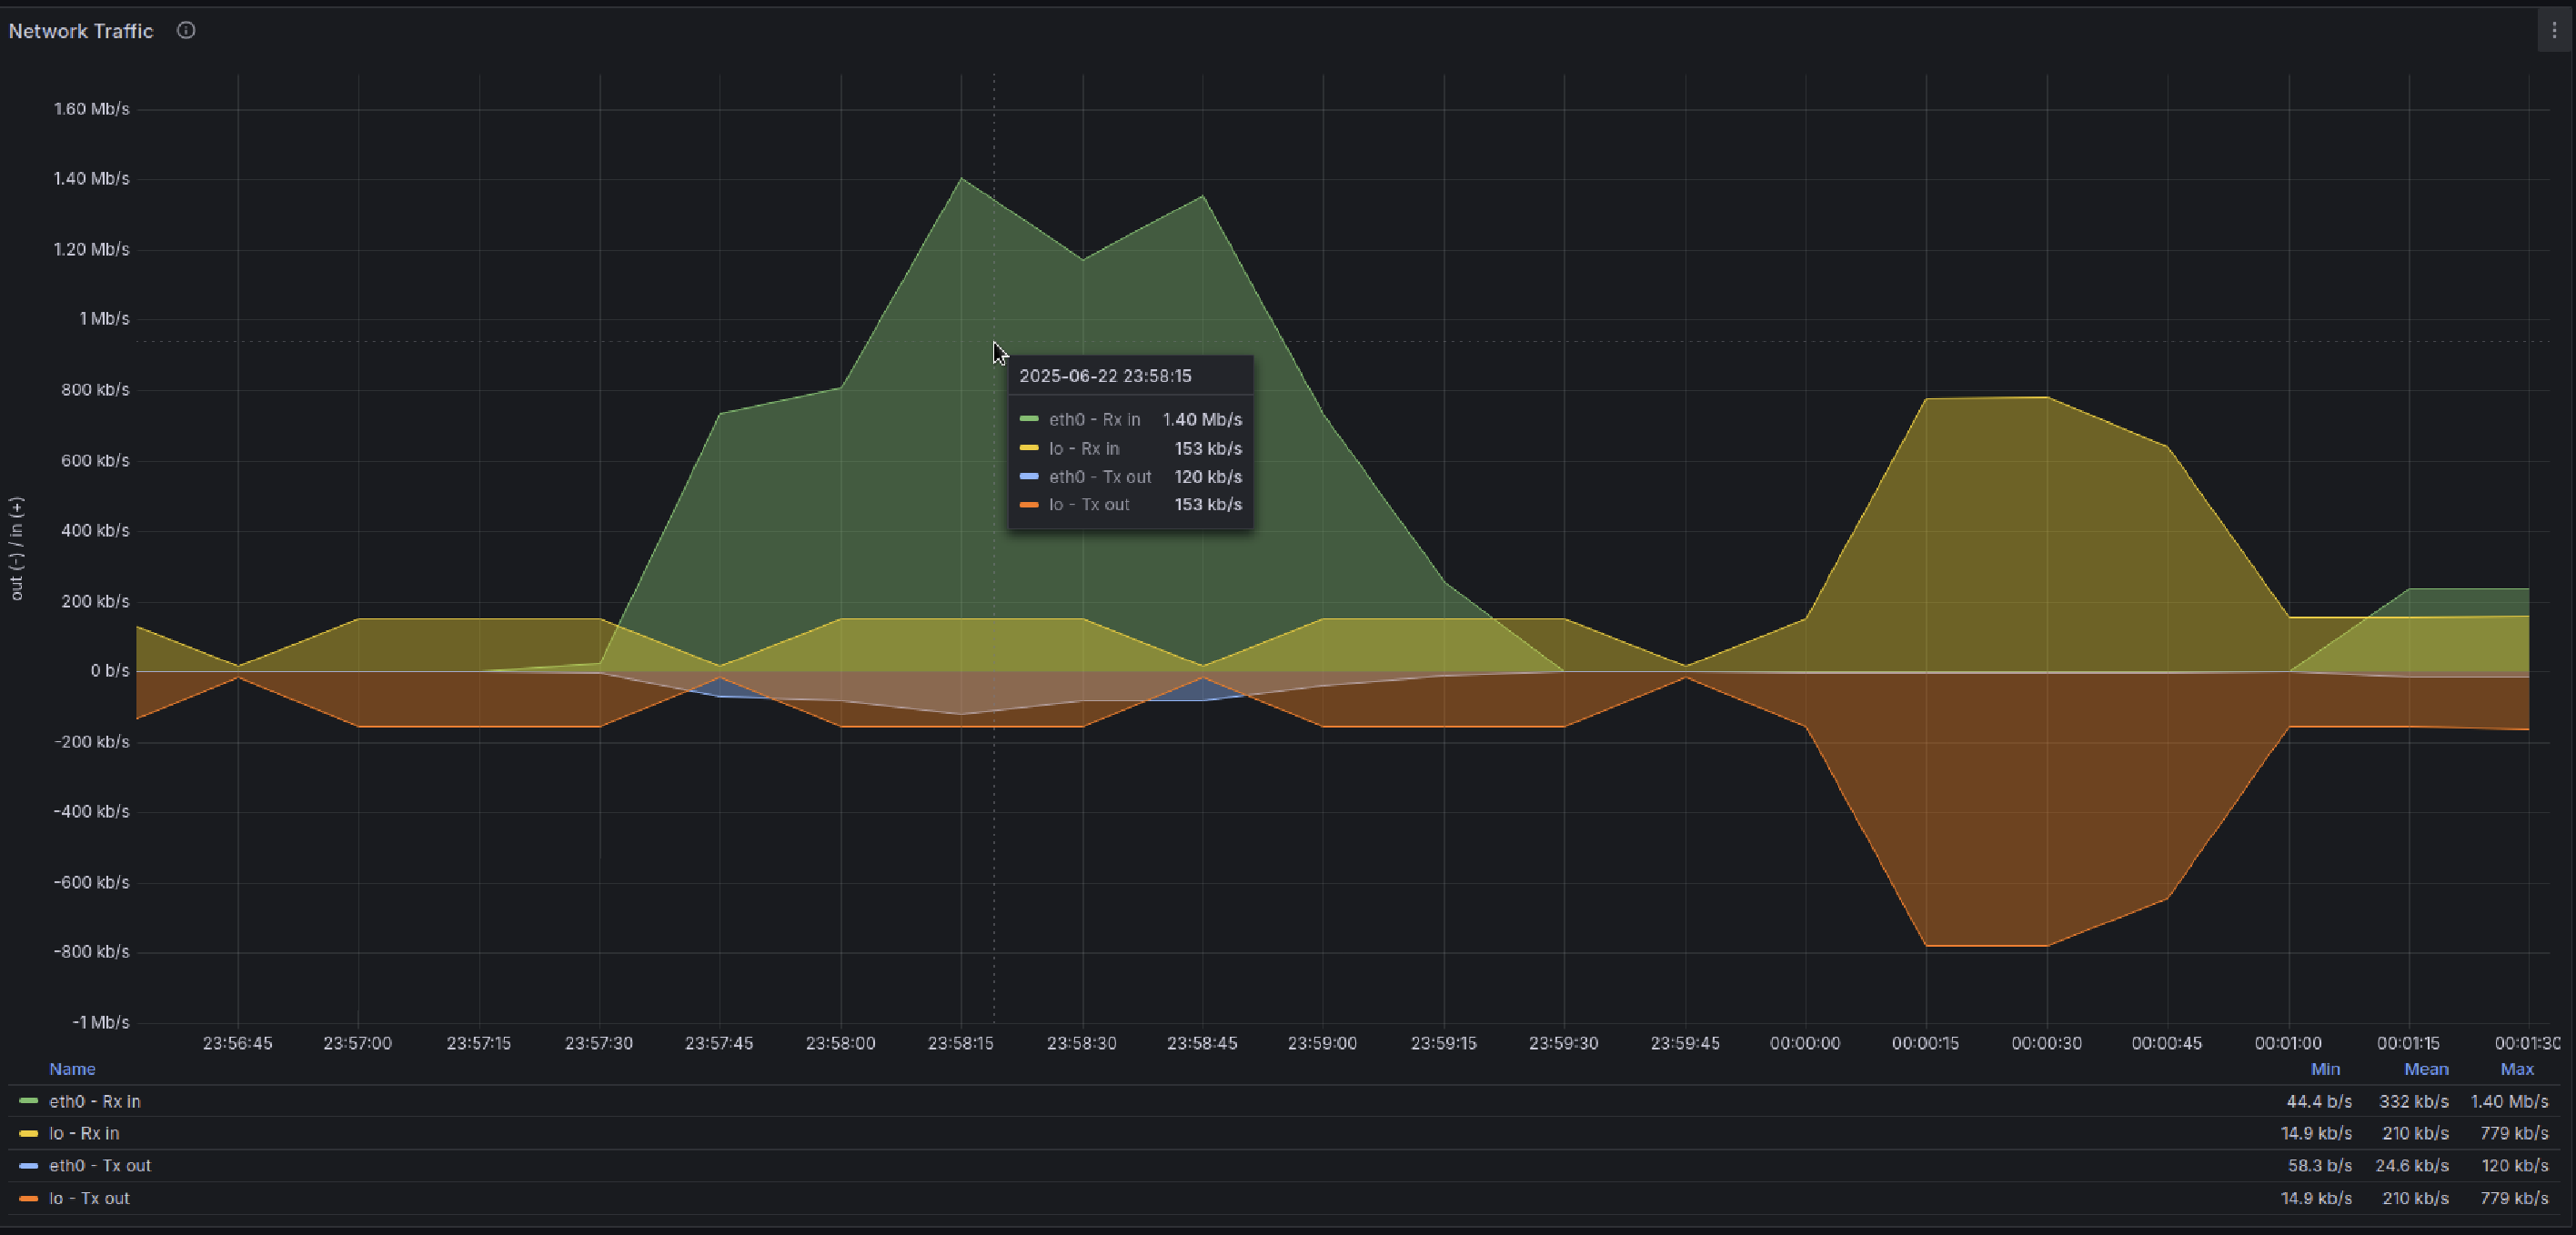 Network Traffic
1.60 Mb/s
1.40 Mb/s
1.20 Mb/s
1 Mb/s
800 kb/s
600 kb/s
400 kb/s
200 kb/s
0 b/s
-200 kb/s
-400 kb/s
-600 kb/s
-800 kb/s
-1 Mb/s
out (-) / in (+)
2025-06-22 23:58:15
eth0 - Rx in 1.40 Mb/s
lo - Rx in 153 kb/s
eth0 - Tx out 120 kb/s
lo - Tx out 153 kb/s
23:56:45 23:57:00 23:57:15 23:57:30 23:57:45 23:58:00 23:58:15 23:58:30 23:58:45 23:59:00 23:59:15 23:59:30 23:59:45 00:00:00 00:00:15 00:00:30 00:00:45 00:01:00 00:01:15 00:01:30
Name Min Mean Max
eth0 - Rx in 44.4 b/s 332 kb/s 1.40 Mb/s
lo - Rx in 14.9 kb/s 210 kb/s 779 kb/s
eth0 - Tx out 58.3 b/s 24.6 kb/s 120 kb/s
lo - Tx out 14.9 kb/s 210 kb/s 779 kb/s